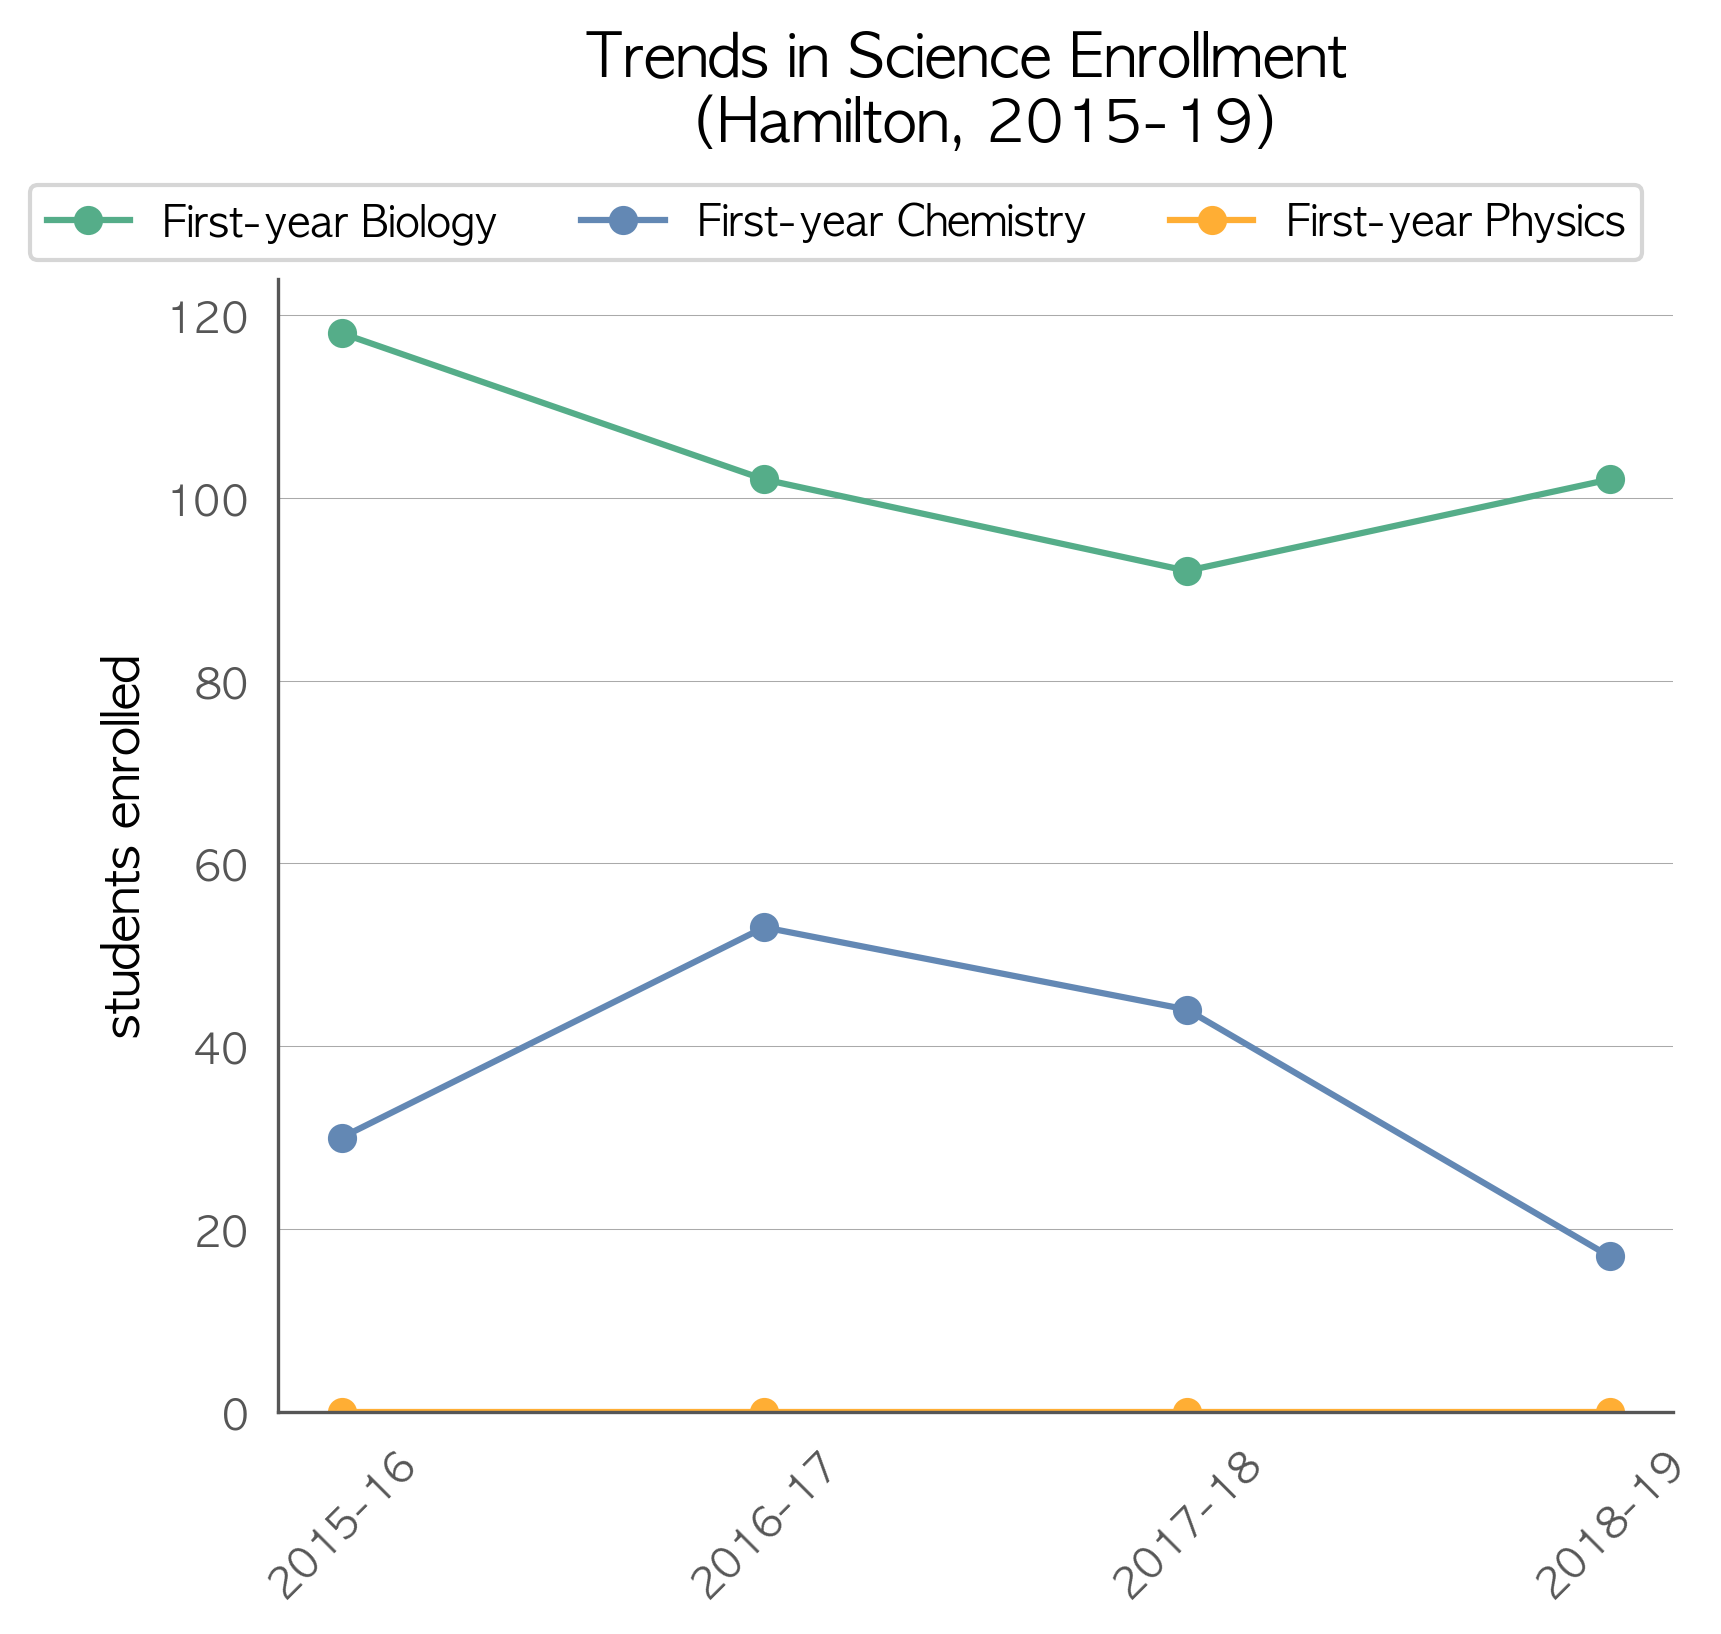 Trends in Science Enrollment
(Hamilton, 2015-19)
First-year Biology First-year Chemistry First-year Physics
120
100
80
60
40
20
0
students enrolled
2015-16 2016-17 2017-18 2018-19